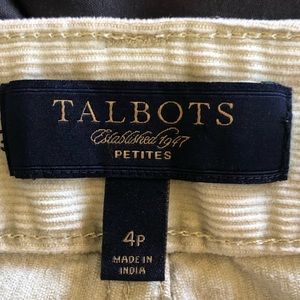 TALBOTS
Established 1947
PETITES
4P
MADE IN
INDIA